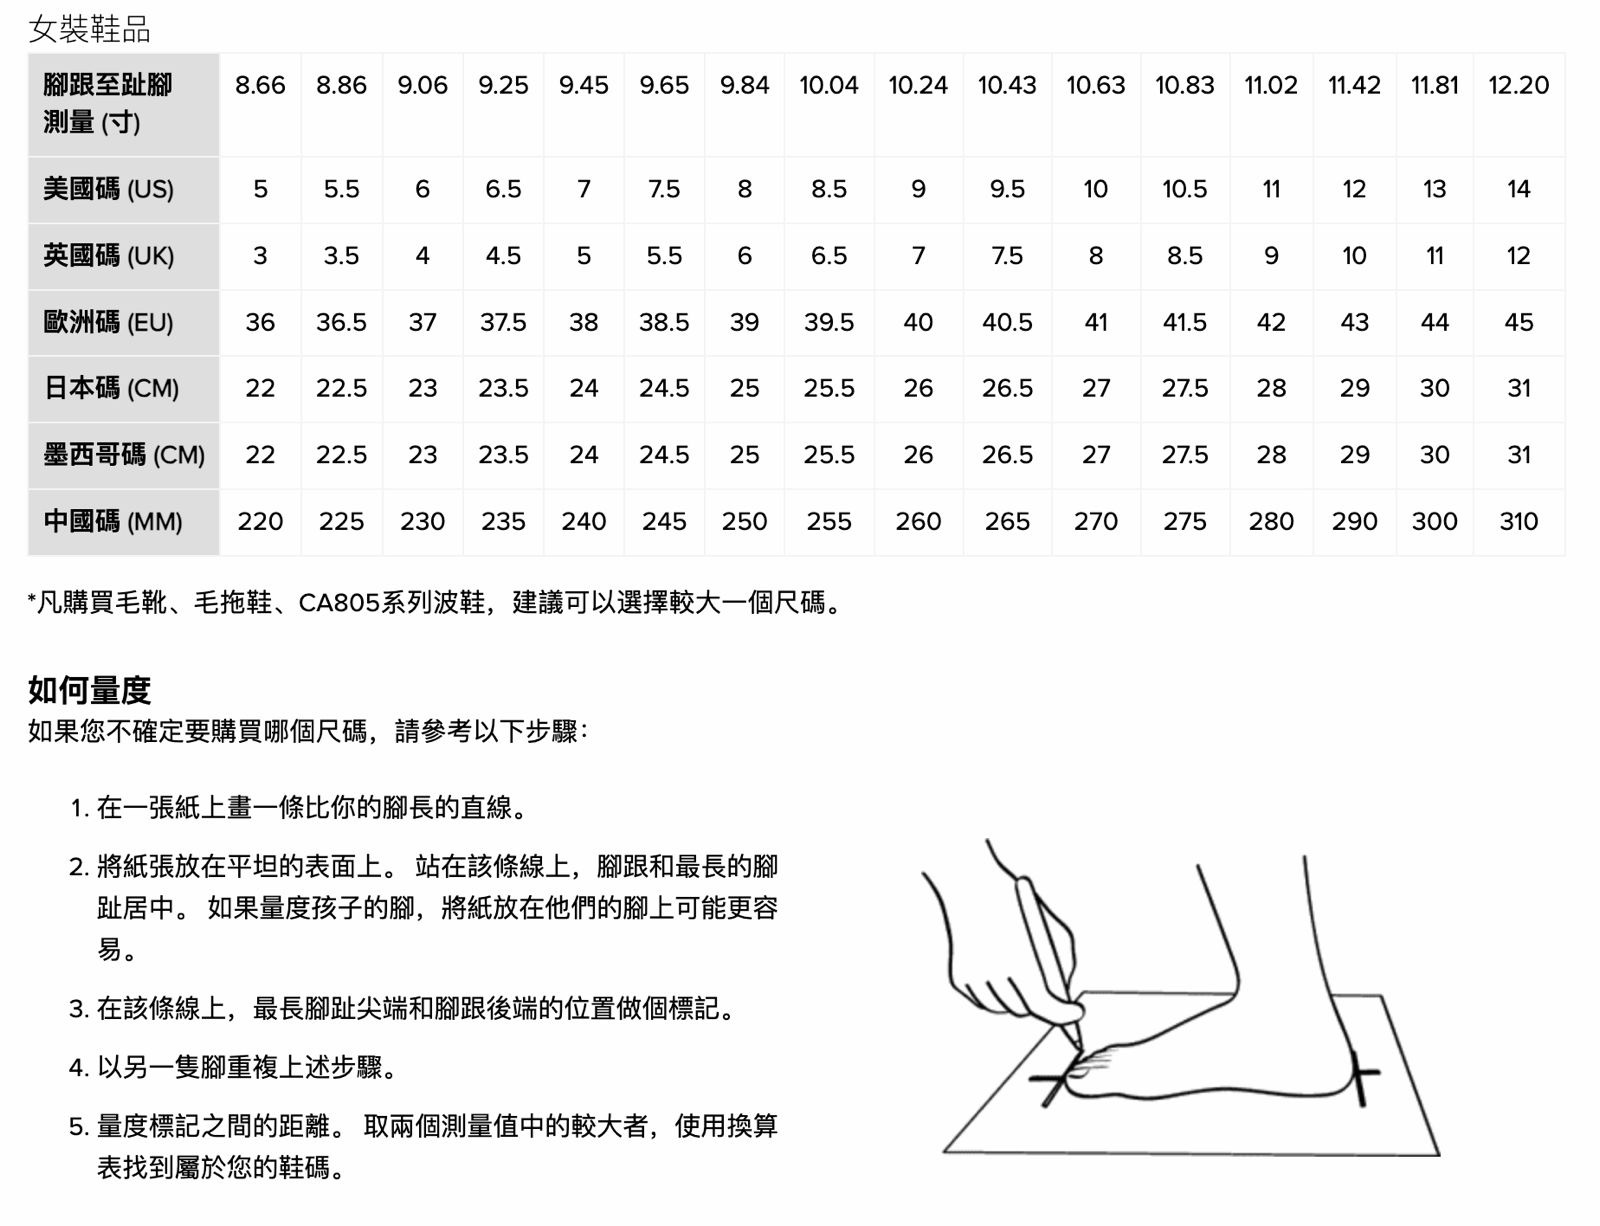 女裝鞋品
腳跟至趾腳 8.66 8.86 9.06 9.25 9.45 9.65 9.84 10.04 10.24 10.43 10.63 10.83 11.02 11.42 11.81 12.20
測量 (寸)
美國碼 (US) 5 5.5 6 6.5 7 7.5 8 8.5 9 9.5 10 10.5 11 12 13 14
英國碼 (UK) 3 3.5 4 4.5 5 5.5 6 6.5 7 7.5 8 8.5 9 10 11 12
歐洲碼 (EU) 36 36.5 37 37.5 38 38.5 39 39.5 40 40.5 41 41.5 42 43 44 45
日本碼 (CM) 22 22.5 23 23.5 24 24.5 25 25.5 26 26.5 27 27.5 28 29 30 31
墨西哥碼 (CM) 22 22.5 23 23.5 24 24.5 25 25.5 26 26.5 27 27.5 28 29 30 31
中國碼 (MM) 220 225 230 235 240 245 250 255 260 265 270 275 280 290 300 310
*凡購買毛靴、毛拖鞋、CA805系列波鞋，建議可以選擇較大一個尺碼。
如何量度
如果您不確定要購買哪個尺碼，請參考以下步驟：
1. 在一張紙上畫一條比你的腳長的直線。
2. 將紙張放在平坦的表面上。 站在該條線上，腳跟和最長的腳
趾居中。 如果量度孩子的腳，將紙放在他們的腳上可能更容
易。
3. 在該條線上，最長腳趾尖端和腳跟後端的位置做個標記。
4. 以另一隻腳重複上述步驟。
5. 量度標記之間的距離。 取兩個測量值中的較大者，使用換算
表找到屬於您的鞋碼。